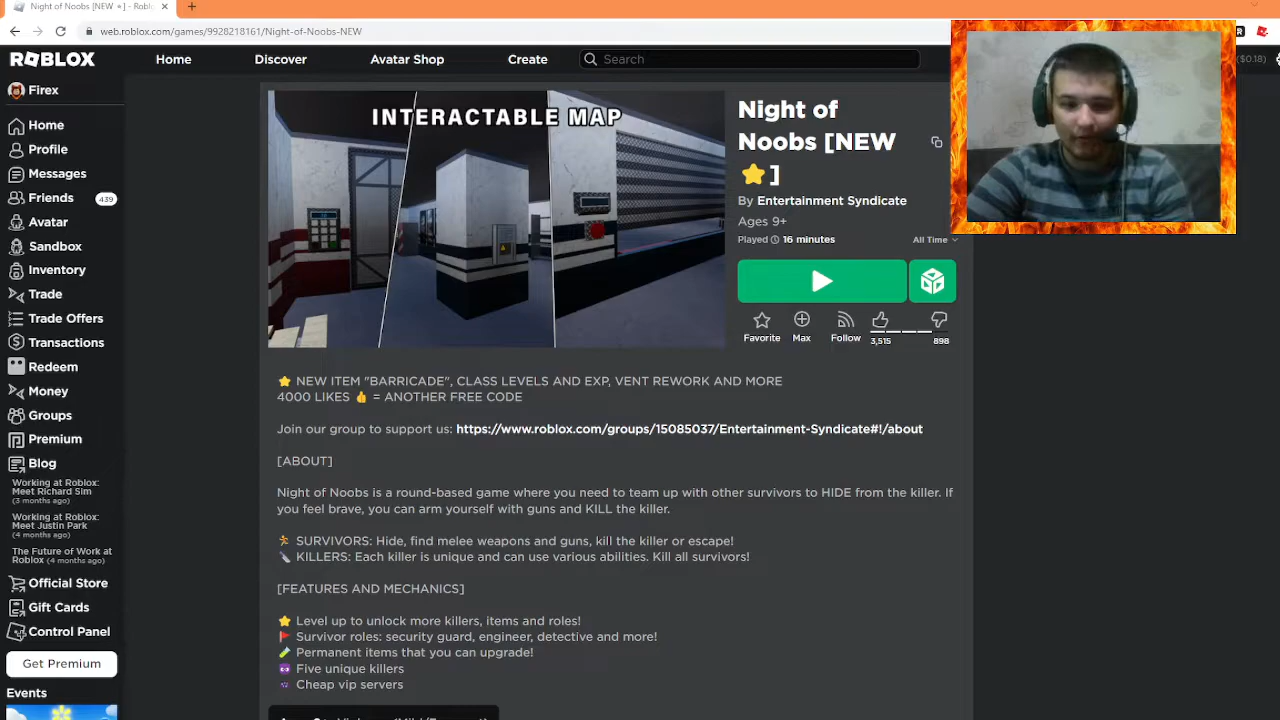 Night of Noobs [NEW ⭐] - Roblox
web.roblox.com/games/9928218161/Night-of-Noobs-NEW
ROBLOX
Home
Discover
Avatar Shop
Create
Search
($0.18)
Firex
Home
Profile
Messages
Friends
439
Avatar
Sandbox
Inventory
Trade
Trade Offers
Transactions
Redeem
Money
Groups
Premium
Blog
Working at Roblox:
Meet Richard Sim
(3 months ago)
Working at Roblox:
Meet Justin Park
(4 months ago)
The Future of Work at
Roblox (4 months ago)
Official Store
Gift Cards
Control Panel
Get Premium
Events
INTERACTABLE MAP
Night of
Noobs [NEW
⭐]
By Entertainment Syndicate
Ages 9+
Played 16 minutes
All Time
Favorite
Max
Follow
3,515
898
⭐ NEW ITEM "BARRICADE", CLASS LEVELS AND EXP, VENT REWORK AND MORE
4000 LIKES 👍 = ANOTHER FREE CODE
Join our group to support us: https://www.roblox.com/groups/15085037/Entertainment-Syndicate#!/about
[ABOUT]
Night of Noobs is a round-based game where you need to team up with other survivors to HIDE from the killer. If
you feel brave, you can arm yourself with guns and KILL the killer.
🏃 SURVIVORS: Hide, find melee weapons and guns, kill the killer or escape!
🔪 KILLERS: Each killer is unique and can use various abilities. Kill all survivors!
[FEATURES AND MECHANICS]
⭐ Level up to unlock more killers, items and roles!
🚩 Survivor roles: security guard, engineer, detective and more!
🧪 Permanent items that you can upgrade!
😈 Five unique killers
👾 Cheap vip servers